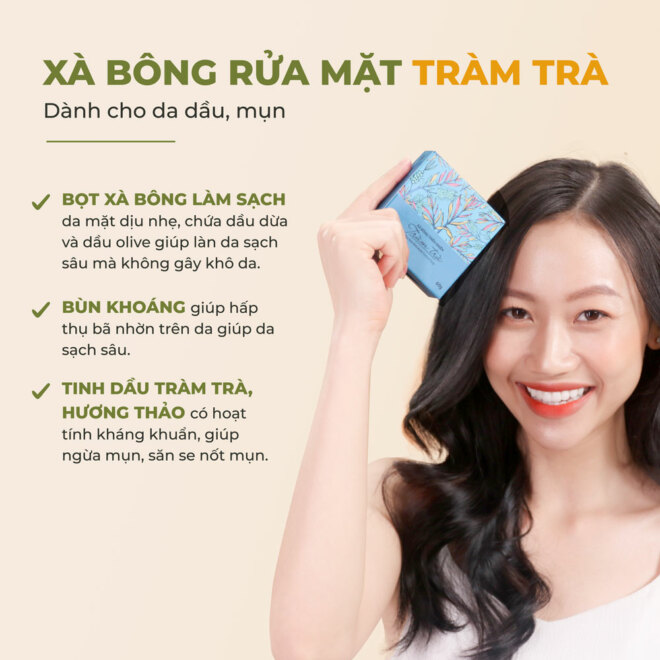 XÀ BÔNG RỬA MẶT TRÀM TRÀ
Dành cho da dầu, mụn
BỌT XÀ BÔNG LÀM SẠCH
da mặt dịu nhẹ, chứa dầu dừa
và dầu olive giúp làn da sạch
sâu mà không gây khô da.
BÙN KHOÁNG giúp hấp
thụ bã nhờn trên da giúp da
sạch sâu.
TINH DẦU TRÀM TRÀ,
HƯƠNG THẢO có hoạt
tính kháng khuẩn, giúp
ngừa mụn, săn se nốt mụn.
Tràm Trà